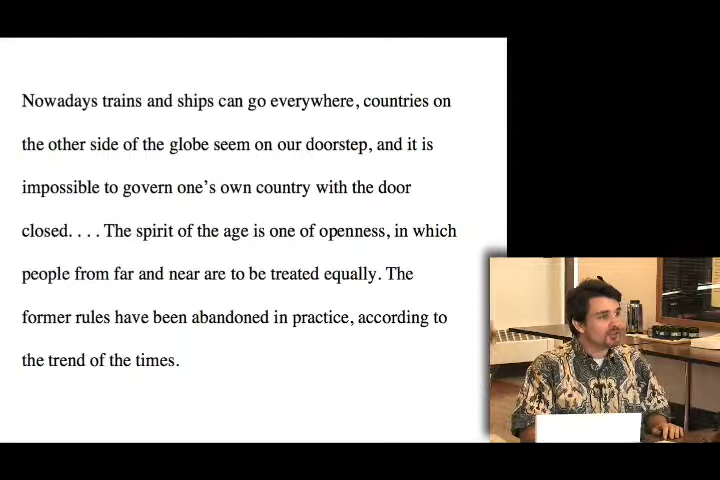 Nowadays trains and ships can go everywhere, countries on
the other side of the globe seem on our doorstep, and it is
impossible to govern one’s own country with the door
closed. . . . The spirit of the age is one of openness, in which
people from far and near are to be treated equally. The
former rules have been abandoned in practice, according to
the trend of the times.